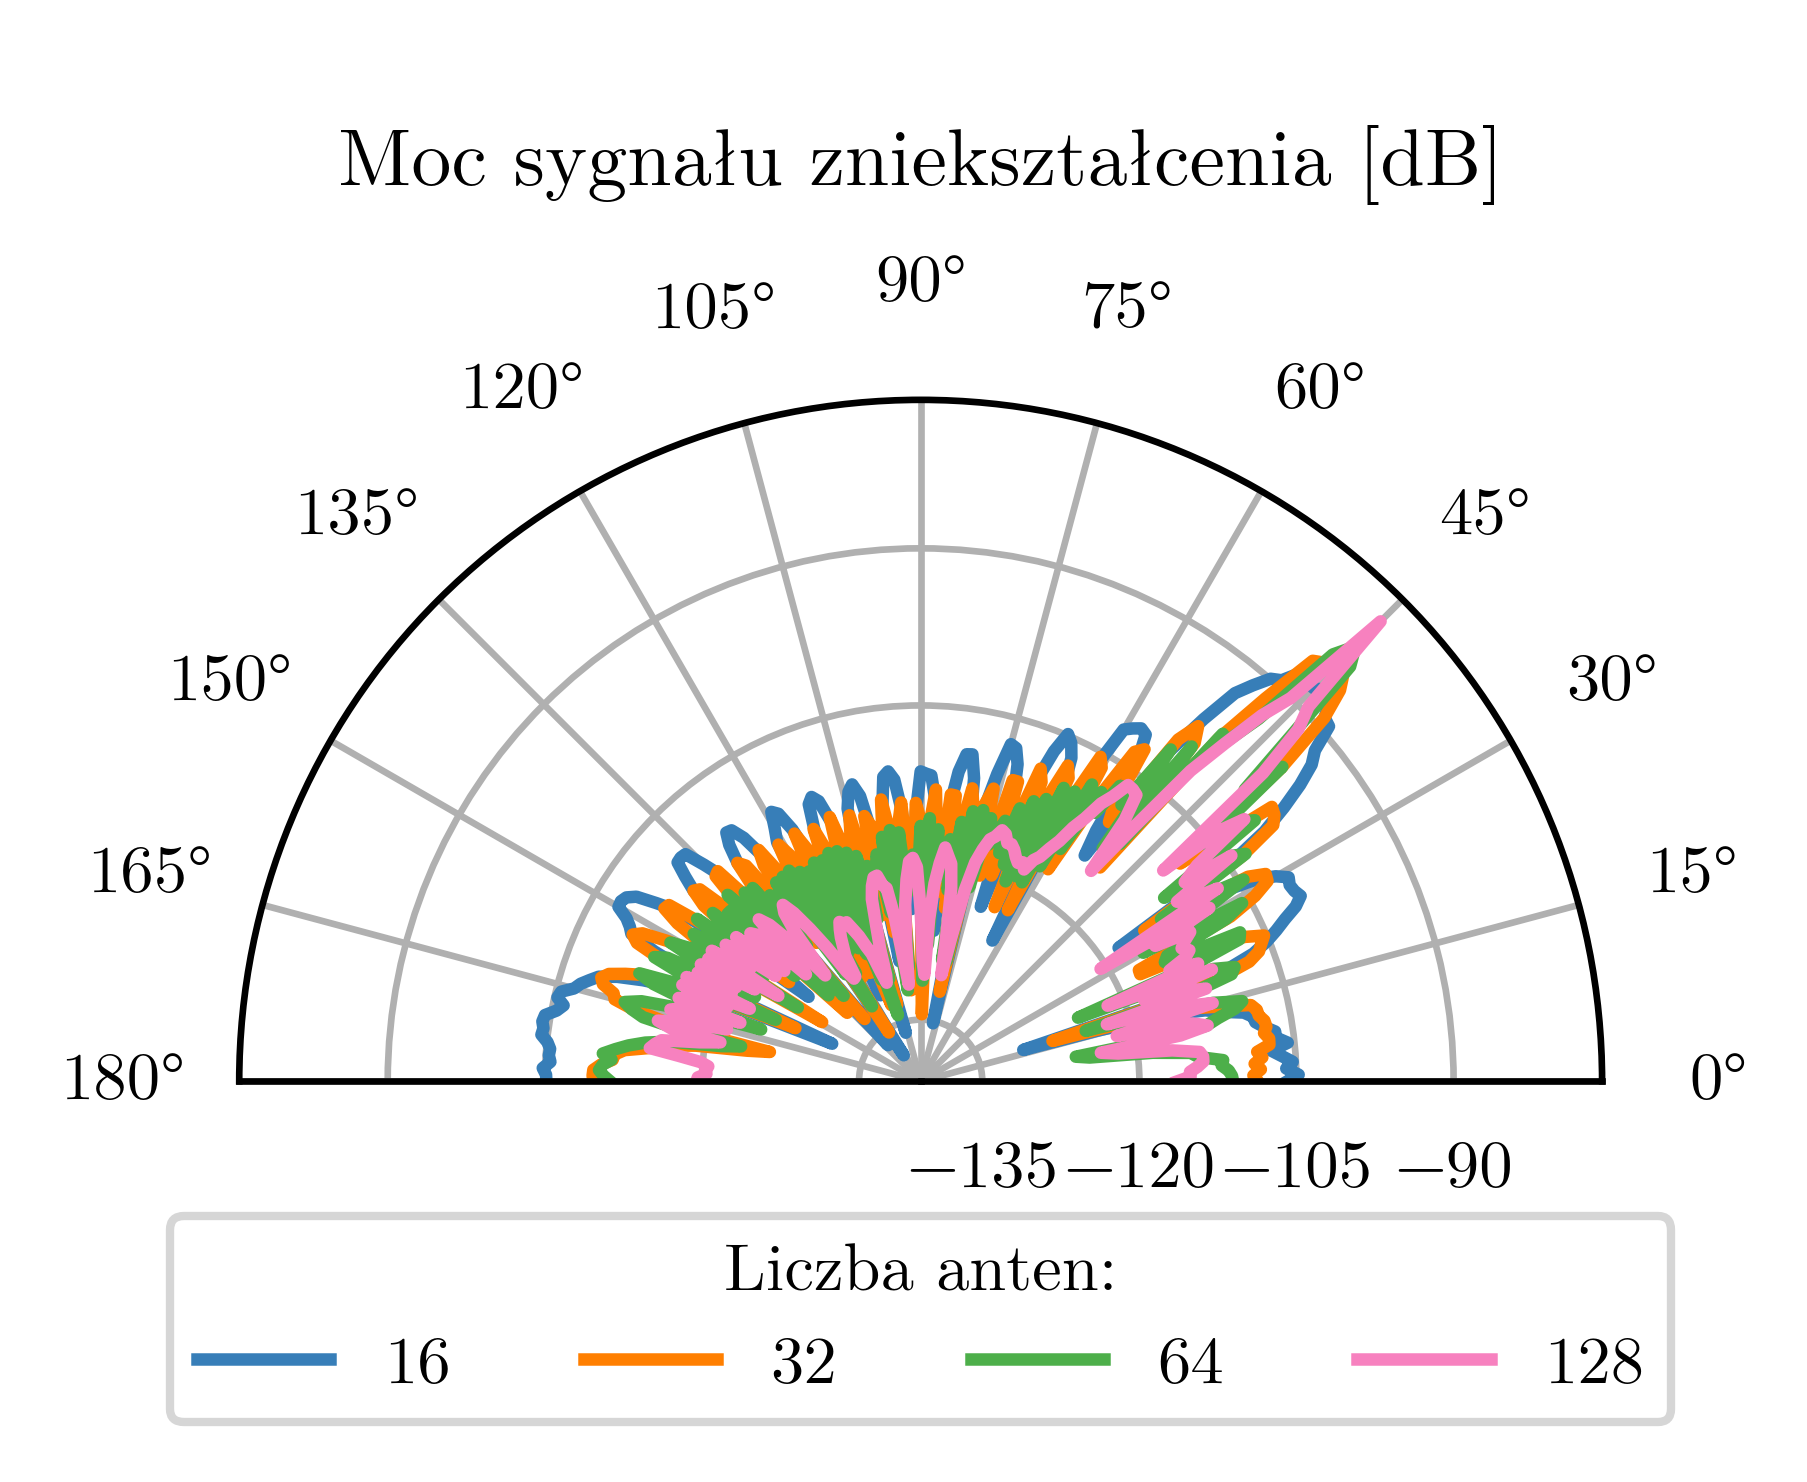 Moc sygnału zniekształcenia [dB]
90°
105° 75°
120° 60°
135° 45°
150° 30°
165° 15°
180° 0°
−135 −120 −105 −90
Liczba anten:
16 32 64 128